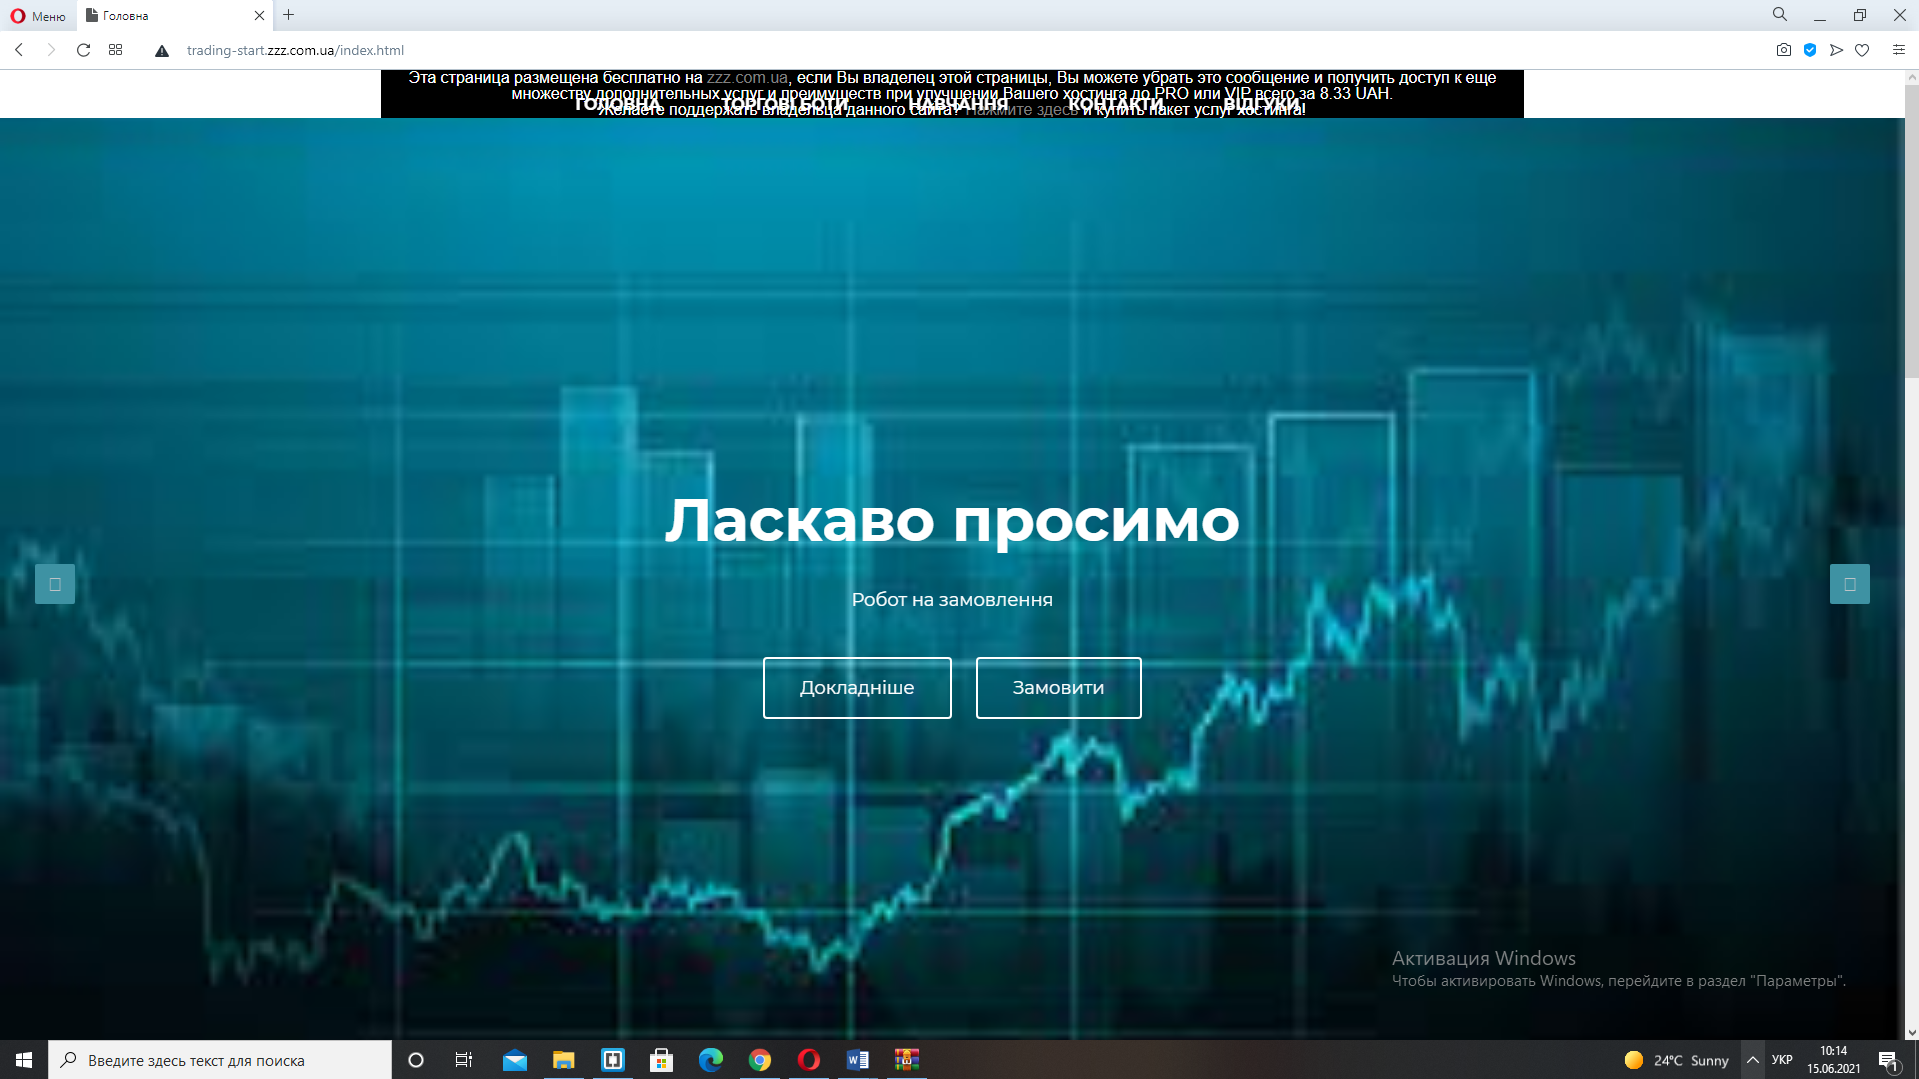 Меню
Головна
trading-start.zzz.com.ua/index.html
Эта страница размещена бесплатно на zzz.com.ua, если Вы владелец этой страницы, Вы можете убрать это сообщение и получить доступ к еще
множеству дополнительных услуг и преимуществ при улучшении Вашего хостинга до PRO или VIP всего за 8.33 UAH.
ГОЛОВНА ТОРГОВІ БОТИ НАВЧАННЯ КОНТАКТИ ВІДГУКИ
Желаете поддержать владельца данного сайта? Нажмите здесь и купить пакет услуг хостинга!
Ласкаво просимо
Робот на замовлення
Докладніше Замовити
Активация Windows
Чтобы активировать Windows, перейдите в раздел "Параметры".
Введите здесь текст для поиска
24°C Sunny
УКР
10:14
15.06.2021
1